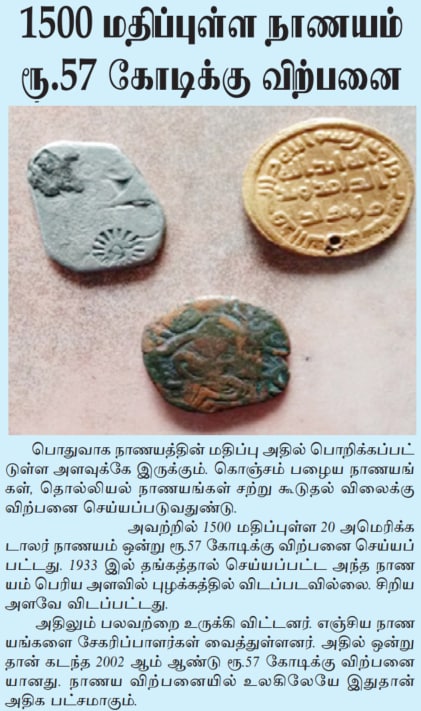 1500 மதிப்புள்ள நாணயம்
ரூ.57 கோடிக்கு விற்பனை
பொதுவாக நாணயத்தின் மதிப்பு அதில் பொறிக்கப்பட்
டுள்ள அளவுக்கே இருக்கும். கொஞ்சம் பழைய நாணயங்
கள், தொல்லியல் நாணயங்கள் சற்று கூடுதல் விலைக்கு
விற்பனை செய்யப்படுவதுண்டு.
அவற்றில் 1500 மதிப்புள்ள 20 அமெரிக்க
டாலர் நாணயம் ஒன்று ரூ.57 கோடிக்கு விற்பனை செய்யப்
பட்டது. 1933 இல் தங்கத்தால் செய்யப்பட்ட அந்த நாண
யம் பெரிய அளவில் புழக்கத்தில் விடப்படவில்லை. சிறிய
அளவே விடப்பட்டது.
அதிலும் பலவற்றை உருக்கி விட்டனர். எஞ்சிய நாண
யங்களை சேகரிப்பாளர்கள் வைத்துள்ளனர். அதில் ஒன்று
தான் கடந்த 2002 ஆம் ஆண்டு ரூ.57 கோடிக்கு விற்பனை
யானது. நாணய விற்பனையில் உலகிலேயே இதுதான்
அதிக பட்சமாகும்.